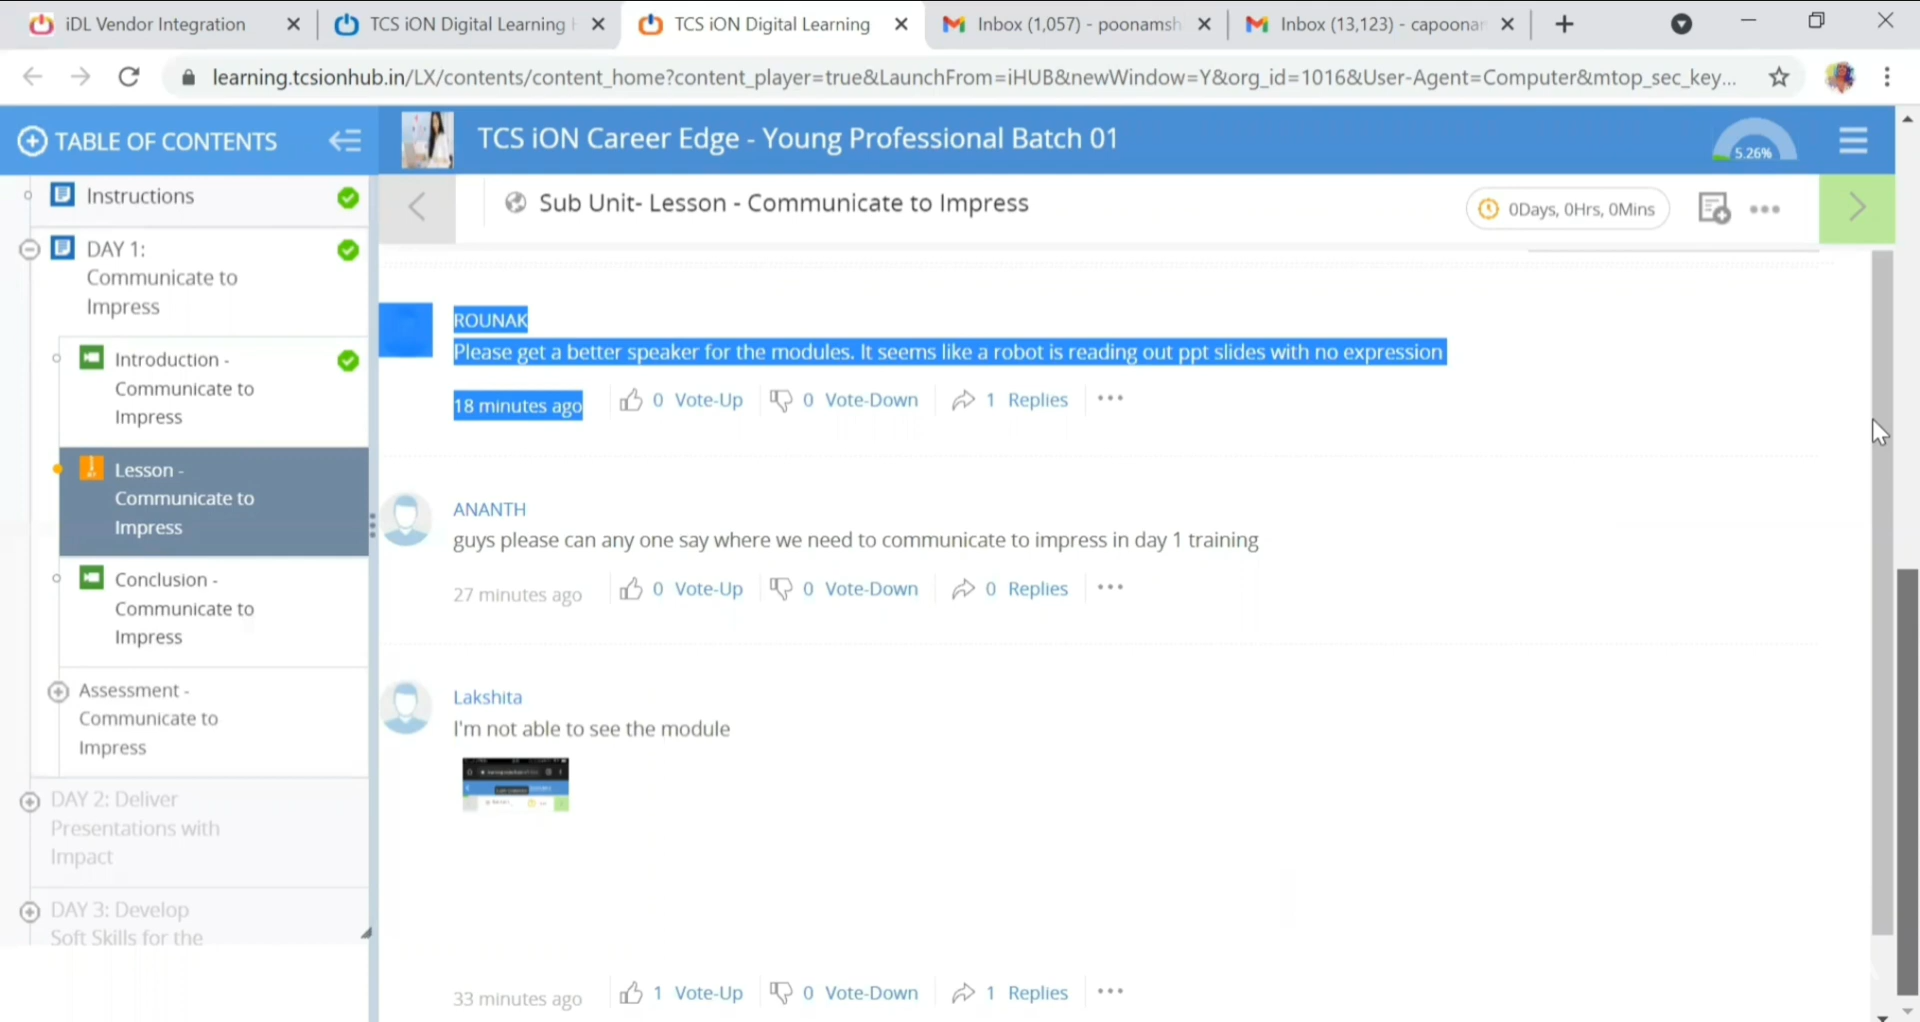 iDL Vendor Integration
TCS iON Digital Learning
TCS iON Digital Learning
Inbox (1,057) - poonamsh
Inbox (13,123) - capoonar
learning.tcsionhub.in/LX/contents/content_home?content_player=true&LaunchFrom=iHUB&newWindow=Y&org_id=1016&User-Agent=Computer&mtop_sec_key...
TABLE OF CONTENTS
TCS iON Career Edge - Young Professional Batch 01
5.26%
Instructions
Sub Unit- Lesson - Communicate to Impress
0Days, 0Hrs, 0Mins
DAY 1:
Communicate to
Impress
Introduction -
Communicate to
Impress
Lesson -
Communicate to
Impress
Conclusion -
Communicate to
Impress
Assessment -
Communicate to
Impress
DAY 2: Deliver
Presentations with
Impact
DAY 3: Develop
Soft Skills for the
ROUNAK
Please get a better speaker for the modules. It seems like a robot is reading out ppt slides with no expression
18 minutes ago 0 Vote-Up 0 Vote-Down 1 Replies
ANANTH
guys please can any one say where we need to communicate to impress in day 1 training
27 minutes ago 0 Vote-Up 0 Vote-Down 0 Replies
Lakshita
I'm not able to see the module
33 minutes ago 1 Vote-Up 0 Vote-Down 1 Replies